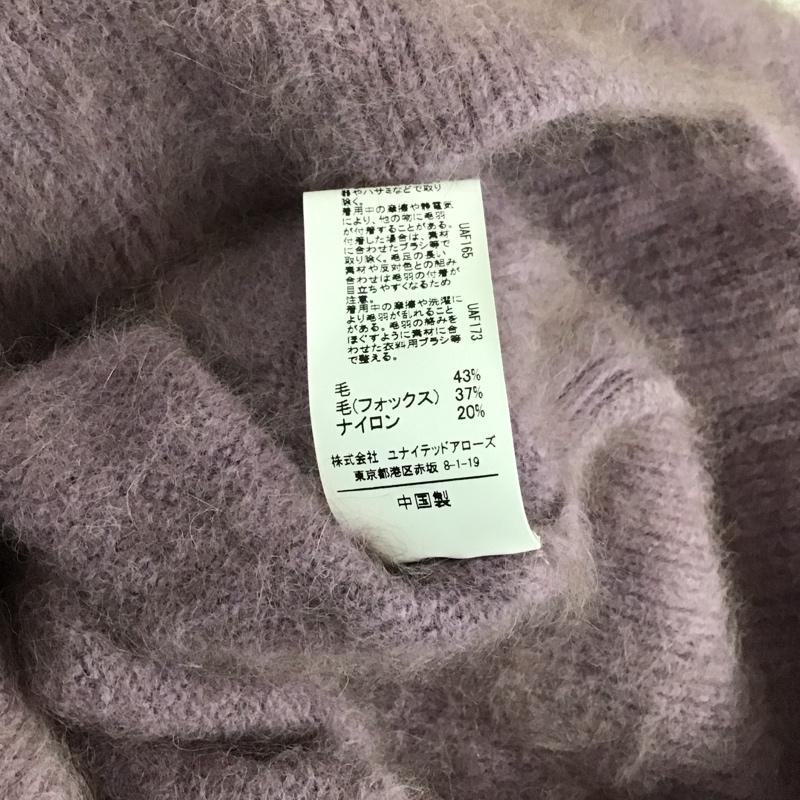 静やハサミなどで取り
除く。
着用中の摩擦や静電気
により、他の物に毛羽
が付着することがある。
付着した場合は、素材
に合わせたブラシ等で
取り除く。毛足の長い
素材や反対色との組み
合わせは毛羽の付着が
目立ちやすくなるため
注意。
着用中の摩擦や洗濯に
より毛羽が乱れること
がある。毛羽の絡みを
ほぐすように素材に合
わせた衣料用ブラシ等
で整える。
UAF165
UAF173
毛 43%
毛(フォックス) 37%
ナイロン 20%
株式会社 ユナイテッドアローズ
東京都港区赤坂 8-1-19
中国製